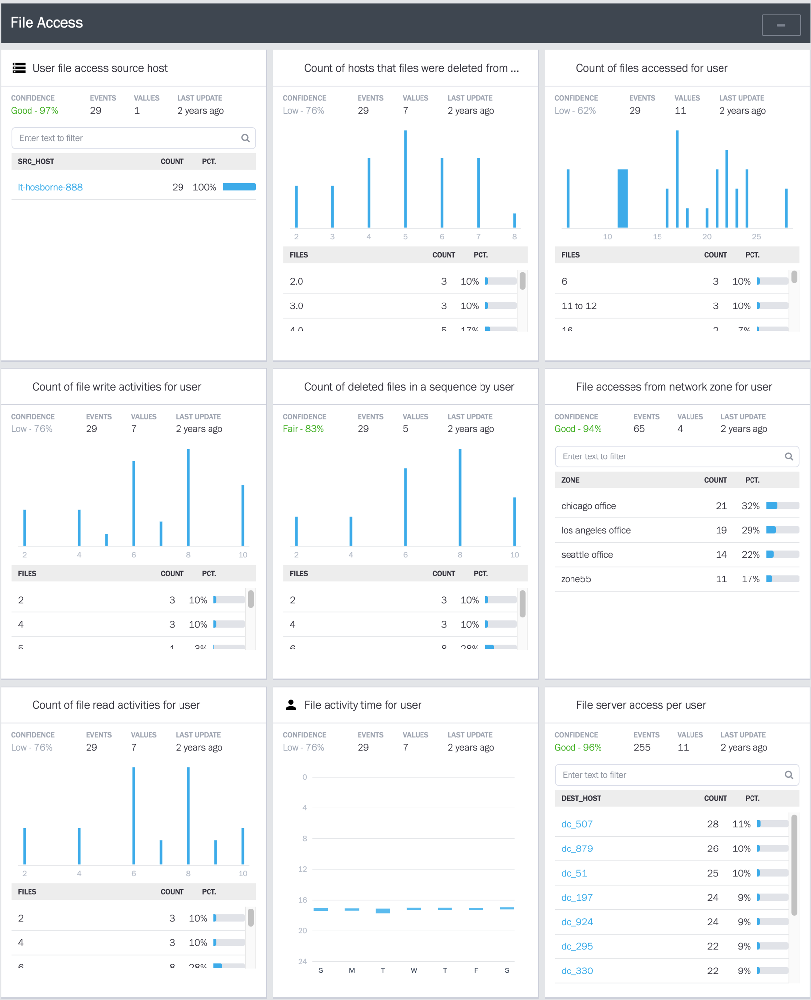 File Access
User file access source host
CONFIDENCE EVENTS VALUES LAST UPDATE
Good - 97% 29 1 2 years ago
Enter text to filter
SRC_HOST COUNT PCT.
lt-hosborne-888 29 100%
Count of hosts that files were deleted from ...
CONFIDENCE EVENTS VALUES LAST UPDATE
Low - 76% 29 7 2 years ago
2 3 4 5 6 7 8
FILES COUNT PCT.
2.0 3 10%
3.0 3 10%
4.0 5 17%
Count of files accessed for user
CONFIDENCE EVENTS VALUES LAST UPDATE
Low - 62% 29 11 2 years ago
10 15 20 25
FILES COUNT PCT.
6 3 10%
11 to 12 3 10%
16 2 7%
Count of file write activities for user
CONFIDENCE EVENTS VALUES LAST UPDATE
Low - 76% 29 7 2 years ago
2 4 6 8 10
FILES COUNT PCT.
2 3 10%
4 3 10%
5 1 3%
Count of deleted files in a sequence by user
CONFIDENCE EVENTS VALUES LAST UPDATE
Fair - 83% 29 5 2 years ago
2 4 6 8 10
FILES COUNT PCT.
2 3 10%
4 3 10%
6 8 28%
File accesses from network zone for user
CONFIDENCE EVENTS VALUES LAST UPDATE
Good - 94% 65 4 2 years ago
Enter text to filter
ZONE COUNT PCT.
chicago office 21 32%
los angeles office 19 29%
seattle office 14 22%
zone55 11 17%
Count of file read activities for user
CONFIDENCE EVENTS VALUES LAST UPDATE
Low - 76% 29 7 2 years ago
2 4 6 8 10
FILES COUNT PCT.
2 3 10%
4 3 10%
6 8 28%
File activity time for user
CONFIDENCE EVENTS VALUES LAST UPDATE
Low - 76% 29 7 2 years ago
0
4
8
12
16
20
24
S M T W T F S
File server access per user
CONFIDENCE EVENTS VALUES LAST UPDATE
Good - 96% 255 11 2 years ago
Enter text to filter
DEST_HOST COUNT PCT.
dc_507 28 11%
dc_879 26 10%
dc_51 25 10%
dc_197 24 9%
dc_924 24 9%
dc_295 22 9%
dc_330 22 9%